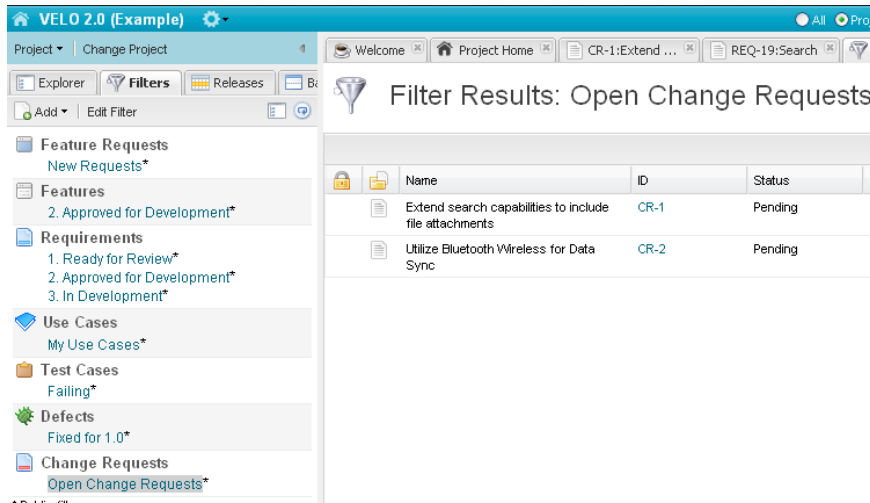 VELO 2.0 (Example)
All Pro
Project Change Project
Welcome Project Home CR-1:Extend ... REQ-19:Search
Explorer Filters Releases
Add Edit Filter
Filter Results: Open Change Requests
Feature Requests
New Requests*
Features
2. Approved for Development*
Requirements
1. Ready for Review*
2. Approved for Development*
3. In Development*
Use Cases
My Use Cases*
Test Cases
Failing*
Defects
Fixed for 1.0*
Change Requests
Open Change Requests*
Name ID Status
Extend search capabilities to include CR-1 Pending
file attachments
Utilize Bluetooth Wireless for Data CR-2 Pending
Sync